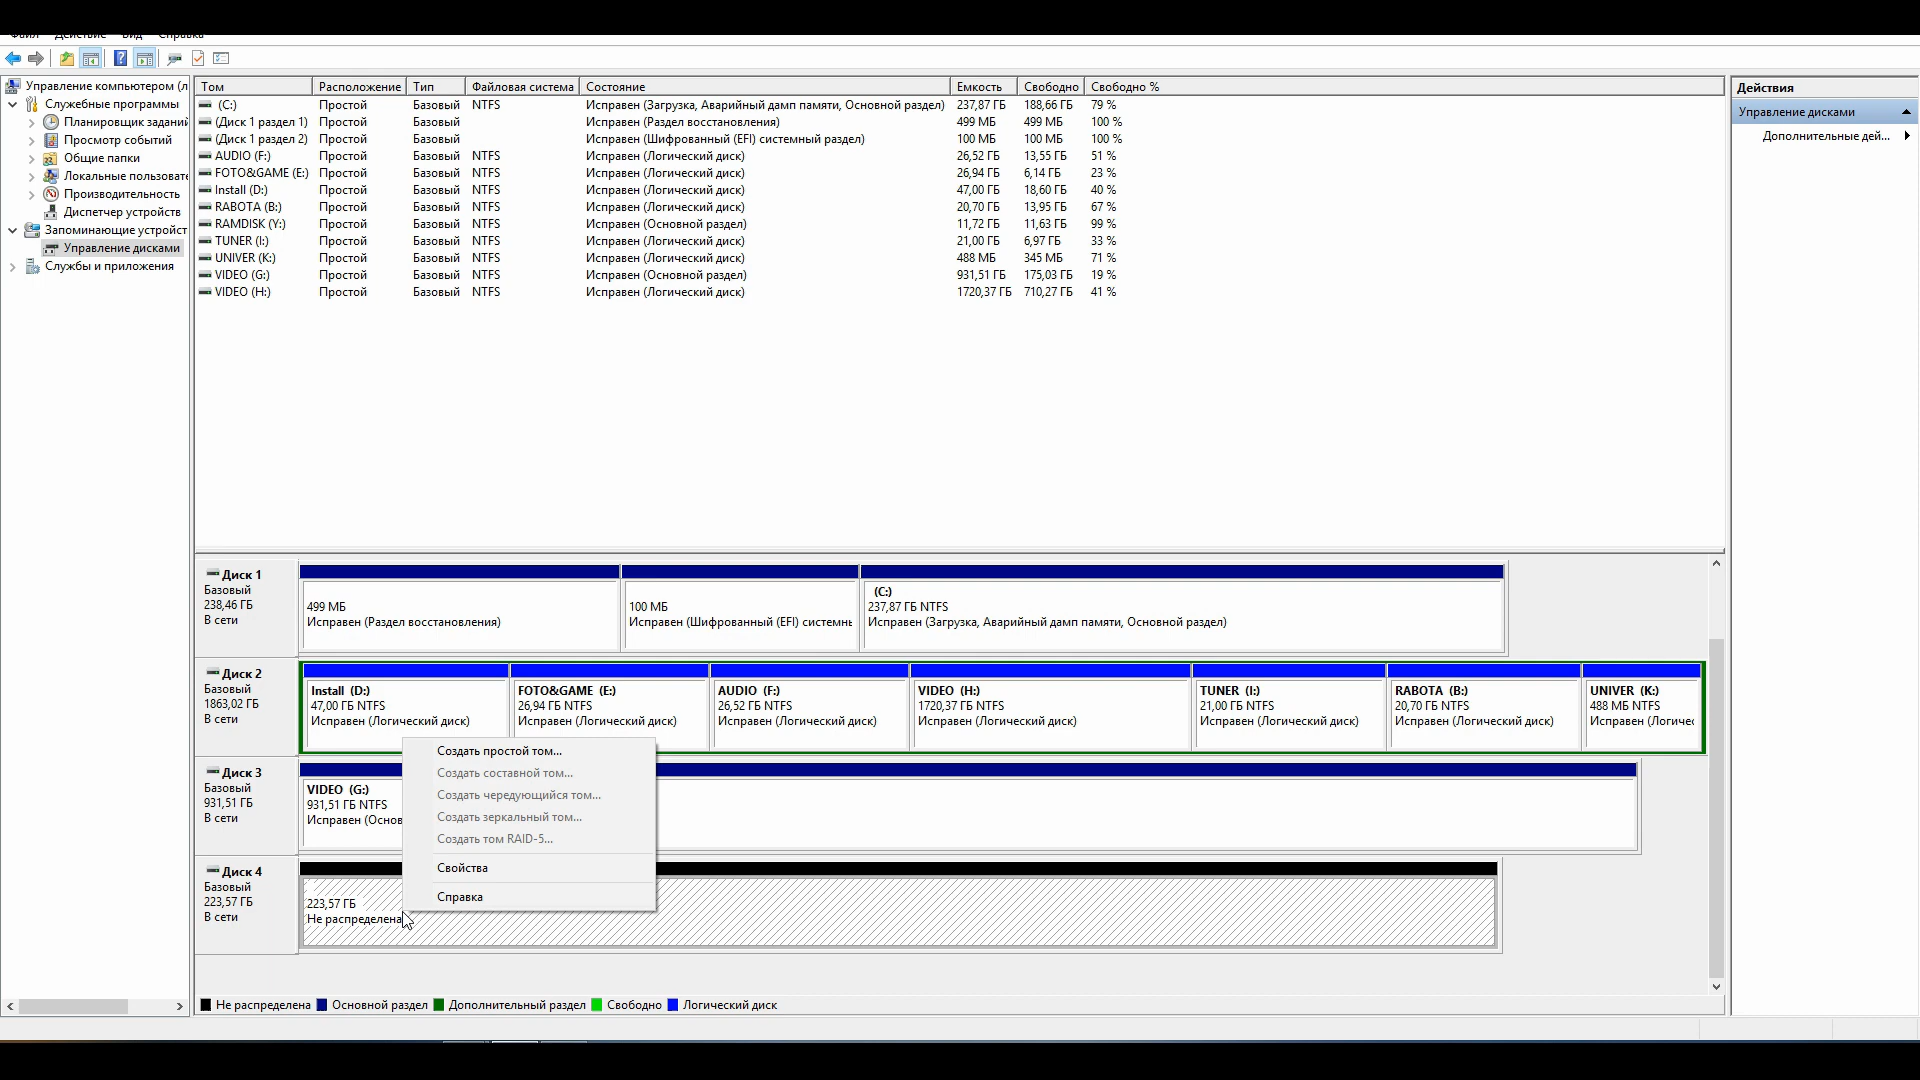 Файл Действие Вид Справка
Управление компьютером (л
Служебные программы
Планировщик заданий
Просмотр событий
Общие папки
Локальные пользовате
Производительность
Диспетчер устройств
Запоминающие устройст
Управление дисками
Службы и приложения
Том Расположение Тип Файловая система Состояние Емкость Свободно Свободно %
(C:) Простой Базовый NTFS Исправен (Загрузка, Аварийный дамп памяти, Основной раздел) 237,87 ГБ 188,66 ГБ 79 %
(Диск 1 раздел 1) Простой Базовый Исправен (Раздел восстановления) 499 МБ 499 МБ 100 %
(Диск 1 раздел 2) Простой Базовый Исправен (Шифрованный (EFI) системный раздел) 100 МБ 100 МБ 100 %
AUDIO (F:) Простой Базовый NTFS Исправен (Логический диск) 26,52 ГБ 13,55 ГБ 51 %
FOTO&GAME (E:) Простой Базовый NTFS Исправен (Логический диск) 26,94 ГБ 6,14 ГБ 23 %
Install (D:) Простой Базовый NTFS Исправен (Логический диск) 47,00 ГБ 18,60 ГБ 40 %
RABOTA (B:) Простой Базовый NTFS Исправен (Логический диск) 20,70 ГБ 13,95 ГБ 67 %
RAMDISK (Y:) Простой Базовый NTFS Исправен (Основной раздел) 11,72 ГБ 11,63 ГБ 99 %
TUNER (I:) Простой Базовый NTFS Исправен (Логический диск) 21,00 ГБ 6,97 ГБ 33 %
UNIVER (K:) Простой Базовый NTFS Исправен (Логический диск) 488 МБ 345 МБ 71 %
VIDEO (G:) Простой Базовый NTFS Исправен (Основной раздел) 931,51 ГБ 175,03 ГБ 19 %
VIDEO (H:) Простой Базовый NTFS Исправен (Логический диск) 1720,37 ГБ 710,27 ГБ 41 %
Действия
Управление дисками
Дополнительные дей...
Диск 1
Базовый
238,46 ГБ
В сети
499 МБ
Исправен (Раздел восстановления)
100 МБ
Исправен (Шифрованный (EFI) системн
(C:)
237,87 ГБ NTFS
Исправен (Загрузка, Аварийный дамп памяти, Основной раздел)
Диск 2
Базовый
1863,02 ГБ
В сети
Install (D:)
47,00 ГБ NTFS
Исправен (Логический диск)
FOTO&GAME (E:)
26,94 ГБ NTFS
Исправен (Логический диск)
AUDIO (F:)
26,52 ГБ NTFS
Исправен (Логический диск)
VIDEO (H:)
1720,37 ГБ NTFS
Исправен (Логический диск)
TUNER (I:)
21,00 ГБ NTFS
Исправен (Логический диск)
RABOTA (B:)
20,70 ГБ NTFS
Исправен (Логический диск)
UNIVER (K:)
488 МБ NTFS
Исправен (Логичес
Диск 3
Базовый
931,51 ГБ
В сети
VIDEO (G:)
931,51 ГБ NTFS
Исправен (Основ
Создать простой том...
Создать составной том...
Создать чередующийся том...
Создать зеркальный том...
Создать том RAID-5...
Свойства
Справка
Диск 4
Базовый
223,57 ГБ
В сети
223,57 ГБ
Не распределена
Не распределена Основной раздел Дополнительный раздел Свободно Логический диск